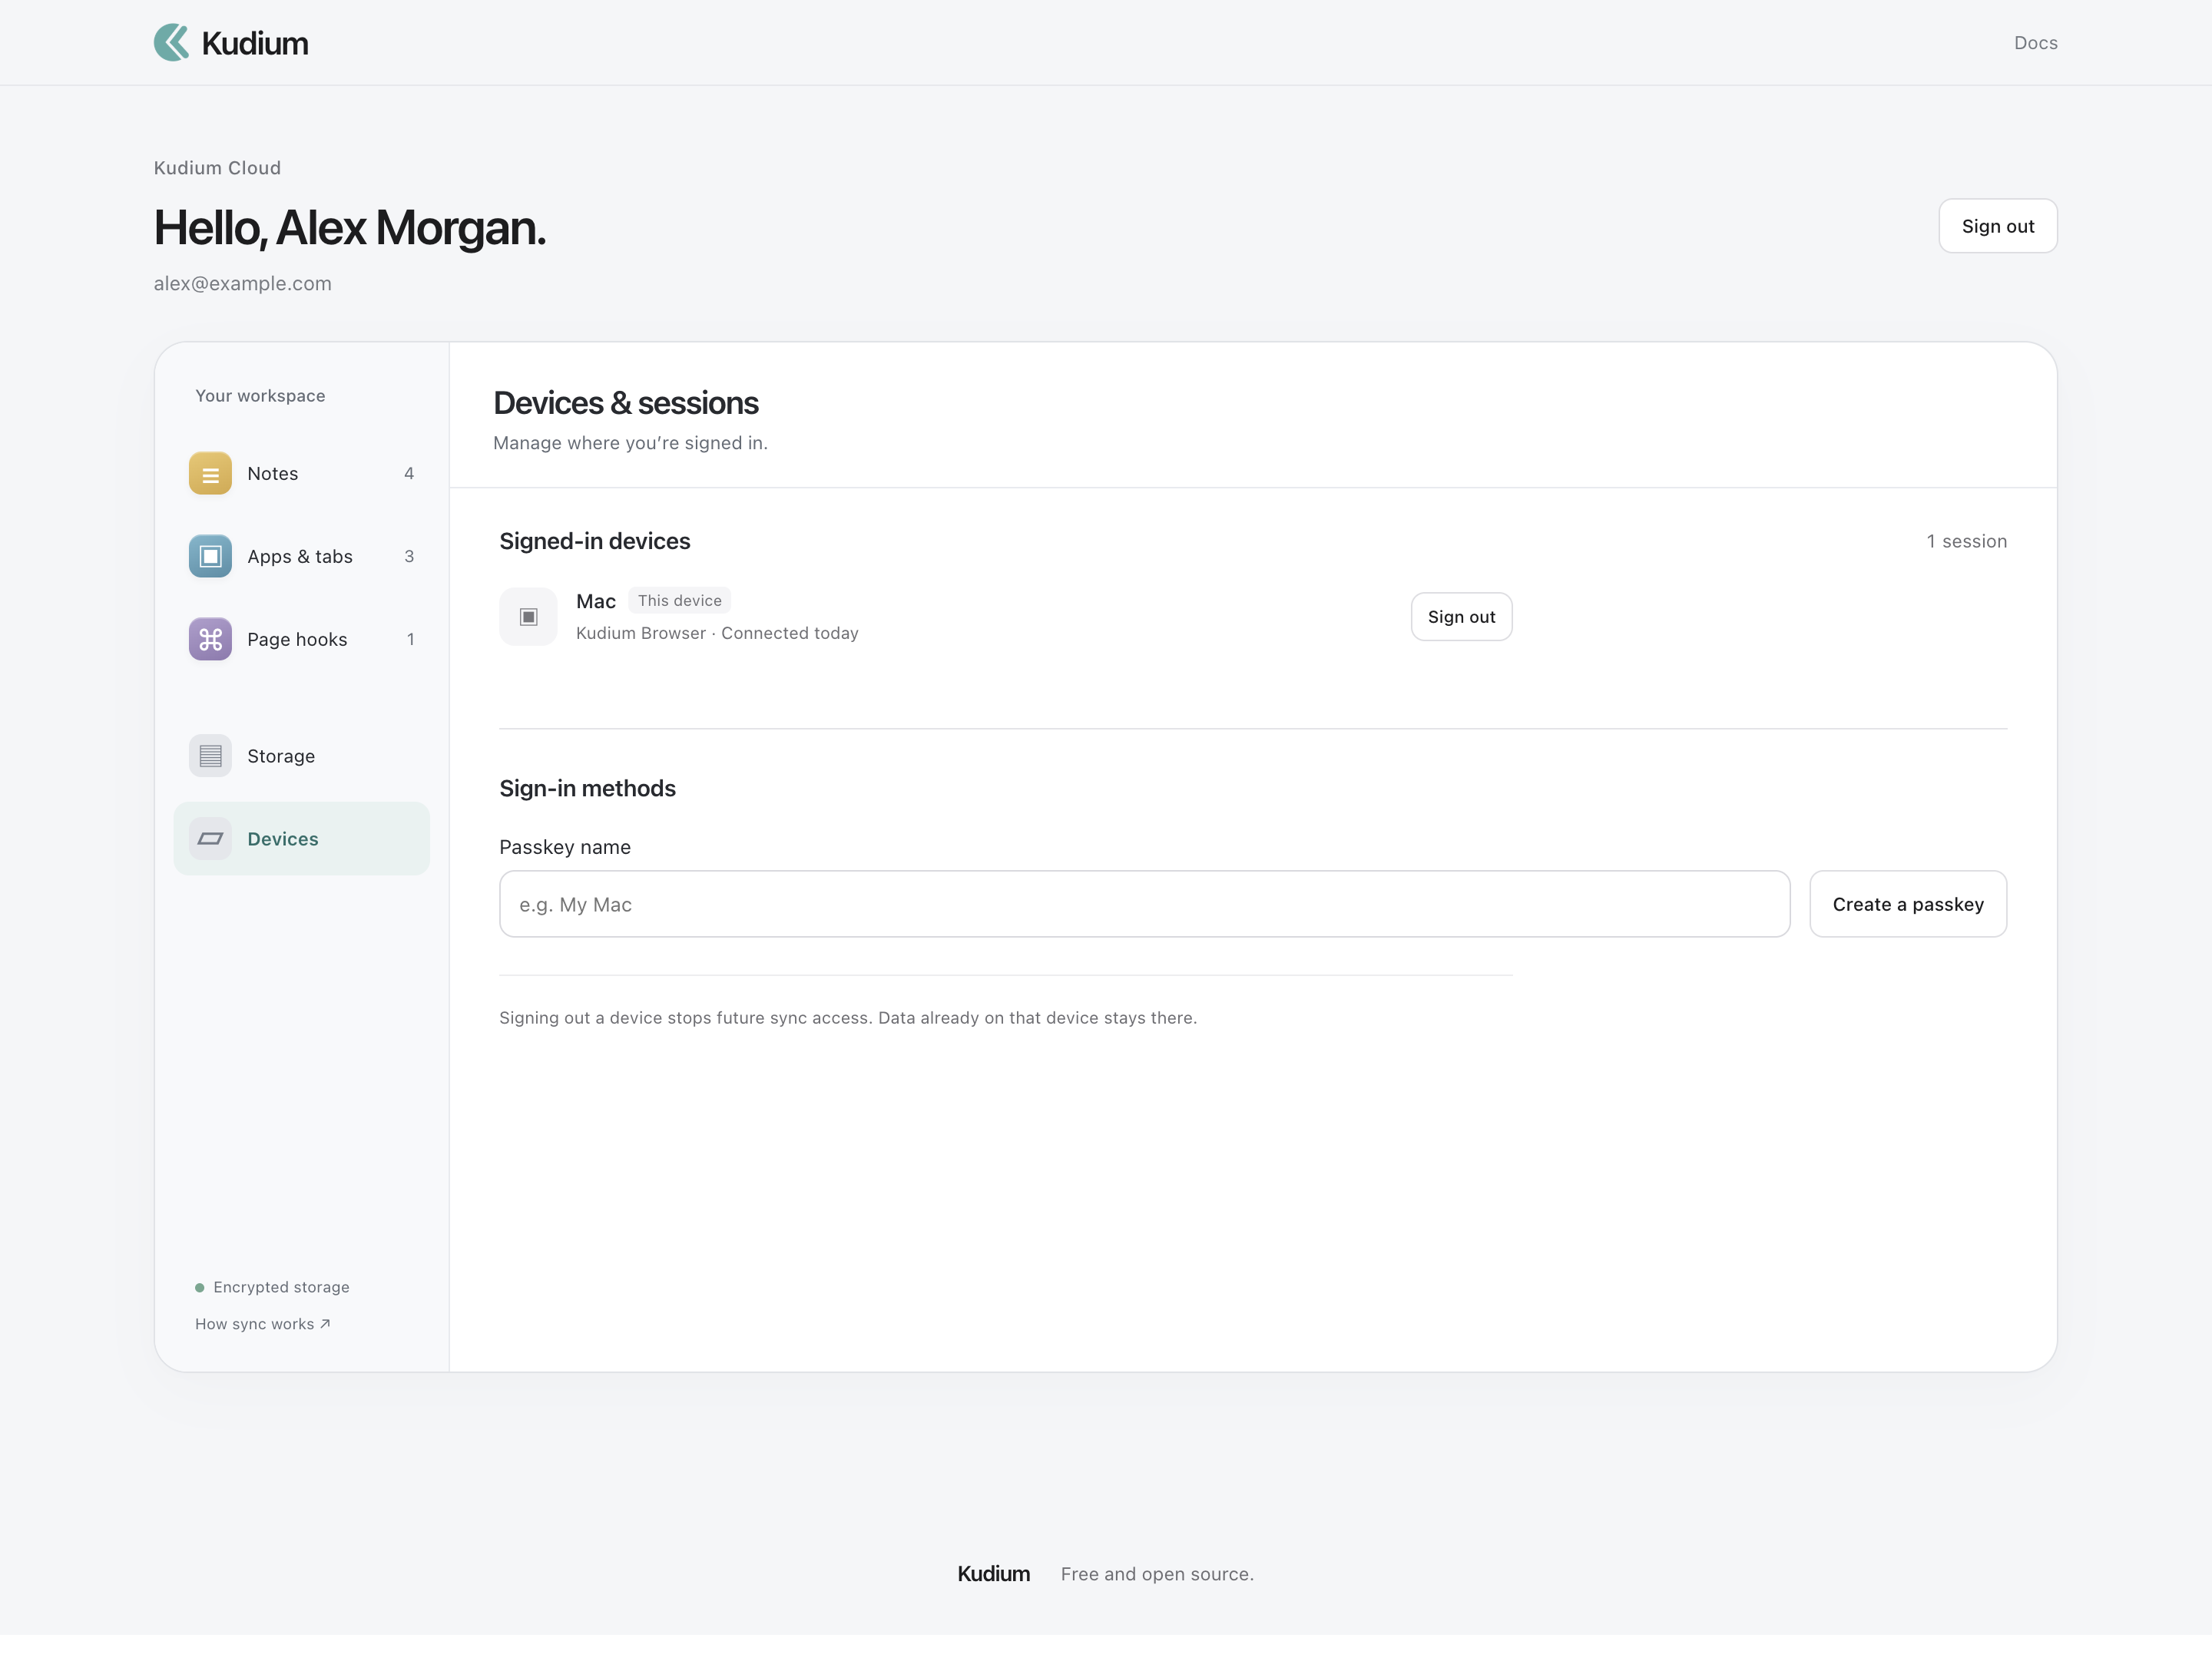 Kudium
Docs
Kudium Cloud
Hello, Alex Morgan.
Sign out
alex@example.com
Your workspace
Notes 4
Apps & tabs 3
Page hooks 1
Storage
Devices
Encrypted storage
How sync works ↗
Devices & sessions
Manage where you’re signed in.
Signed-in devices
1 session
Mac This device
Kudium Browser · Connected today
Sign out
Sign-in methods
Passkey name
e.g. My Mac
Create a passkey
Signing out a device stops future sync access. Data already on that device stays there.
Kudium Free and open source.